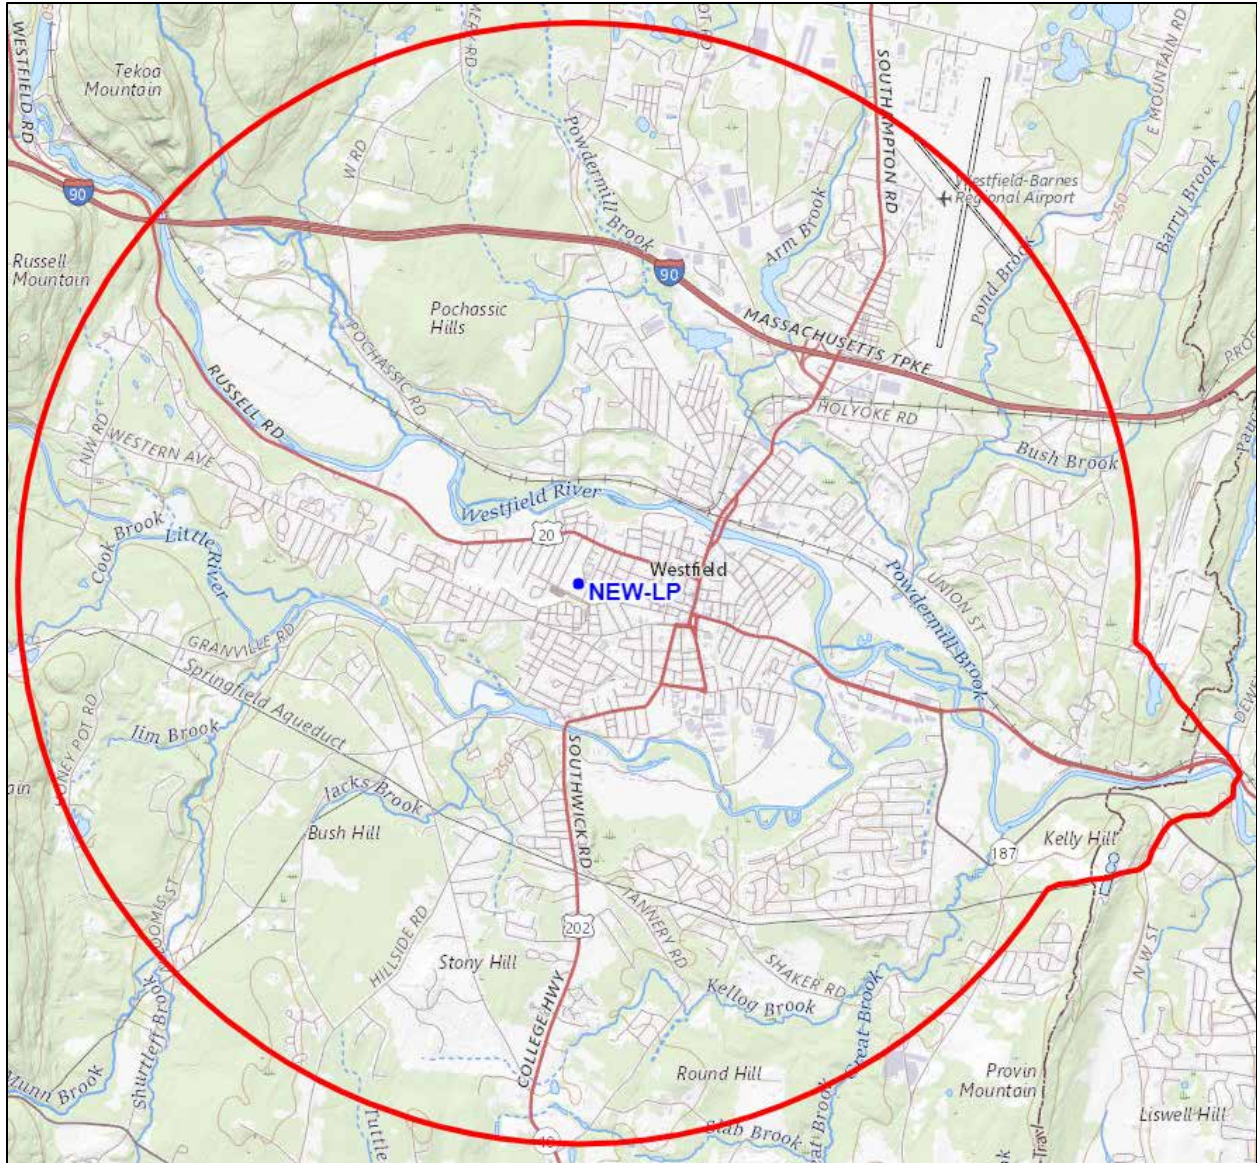 WESTFIELD RD
Tekoa
Mountain
W RD
Powdermill Brook
SOUTHAMPTON RD
E MOUNTAIN RD
Westfield-Barnes
Regional Airport
250
Barry Brook
90
Arm Brook
Pond Brook
Russell
Mountain
90
Pochassic
Hills
POCHASSIC RD
MASSACHUSETTS TPKE
RUSSELL RD
HOLYOKE RD
NW RD
WESTERN AVE
Bush Brook
Westfield River
20
Cook Brook
Little River
Westfield
NEW-LP
UNION ST
Powdermill Brook
GRANVILLE RD
Springfield Aqueduct
Jim Brook
250
SOUTHWICK RD
Jacks Brook
Bush Hill
Kelly Hill
187
TANNERY RD
202
HILLSIDE RD
Stony Hill
SHAKER RD
Kellog Brook
N W ST
COLLEGE HWY
Great Brook
Shurtleff Brook
Munn Brook
Round Hill
Provin
Mountain
Liswell Hill
Slab Brook
Tuttle